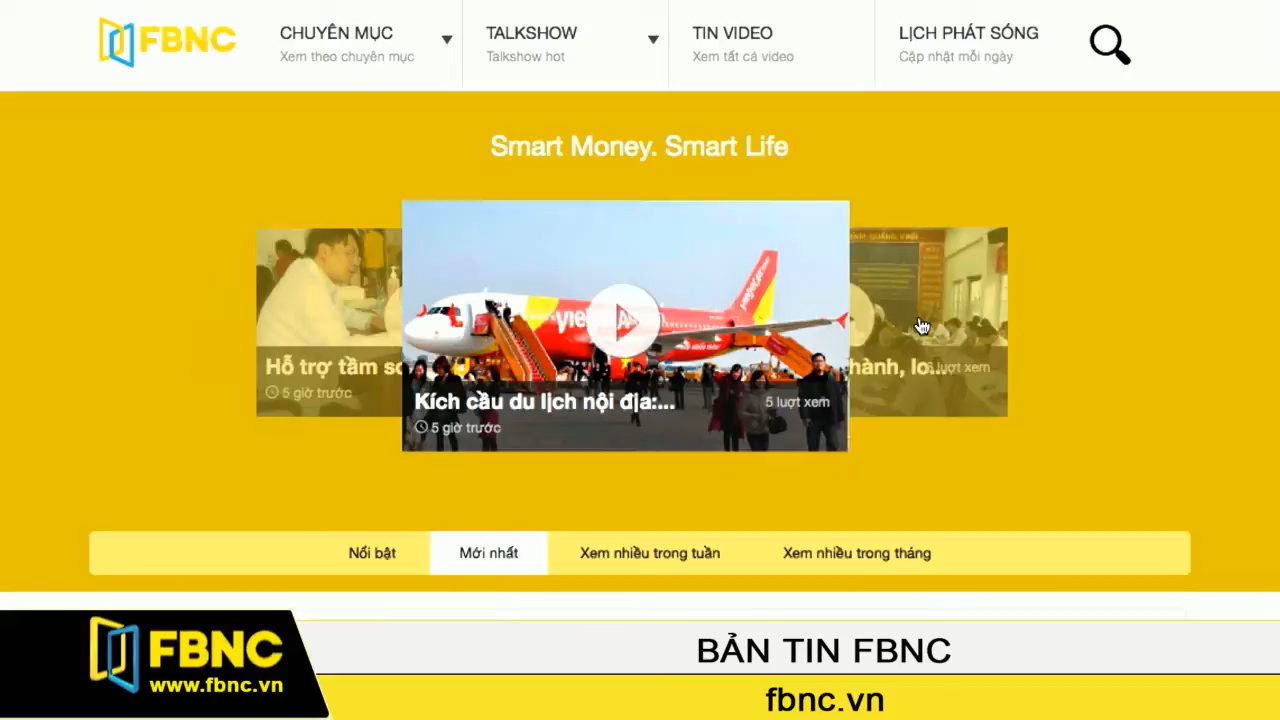 FBNC
CHUYÊN MỤC
Xem theo chuyên mục
TALKSHOW
Talkshow hot
TIN VIDEO
Xem tất cả video
LỊCH PHÁT SÓNG
Cập nhật mỗi ngày
Smart Money. Smart Life
Hỗ trợ tầm
5 giờ trước
Kích cầu du lịch nội địa:...
5 lượt xem
5 giờ trước
hành, lo...
lượt xem
Nổi bật
Mới nhất
Xem nhiều trong tuần
Xem nhiều trong tháng
FBNC
www.fbnc.vn
BẢN TIN FBNC
fbnc.vn